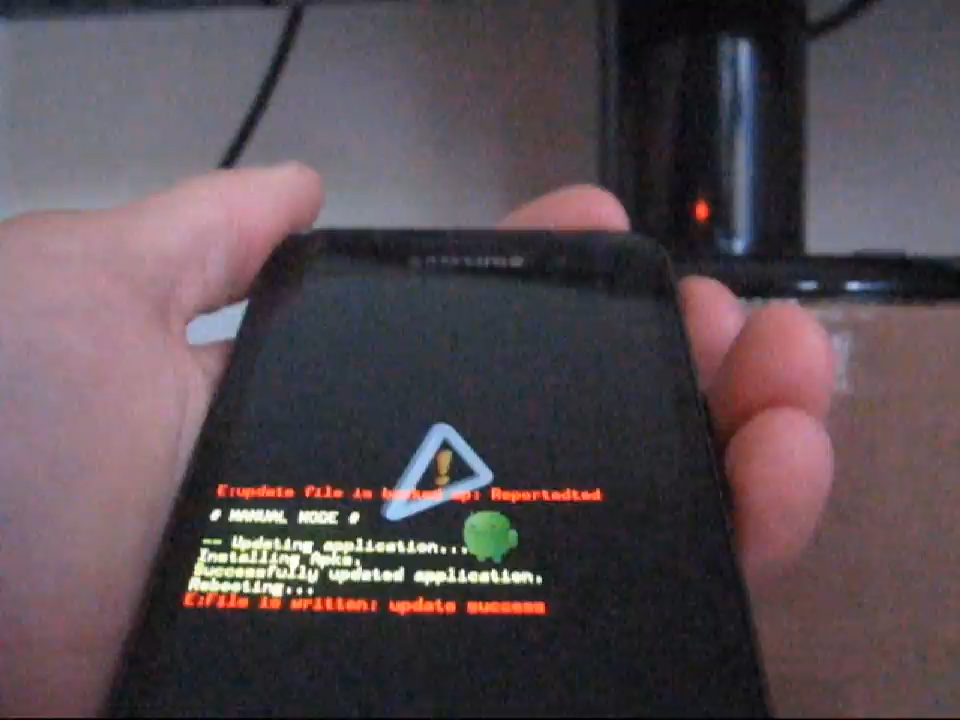 SAMSUNG
E:update file is backed up: Reportedted
# MANUAL MODE #
-- Updating application...
Installing Apks.
Successfully updated application.
Rebooting...
E:file is written: update success